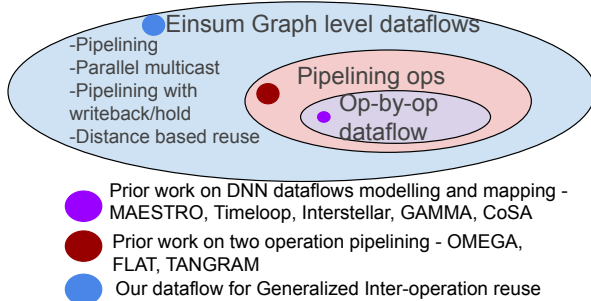 Einsum Graph level dataflows
-Pipelining
-Parallel multicast
-Pipelining with
writeback/hold
-Distance based reuse
Pipelining ops
Op-by-op
dataflow
Prior work on DNN dataflows modelling and mapping -
MAESTRO, Timeloop, Interstellar, GAMMA, CoSA
Prior work on two operation pipelining - OMEGA,
FLAT, TANGRAM
Our dataflow for Generalized Inter-operation reuse